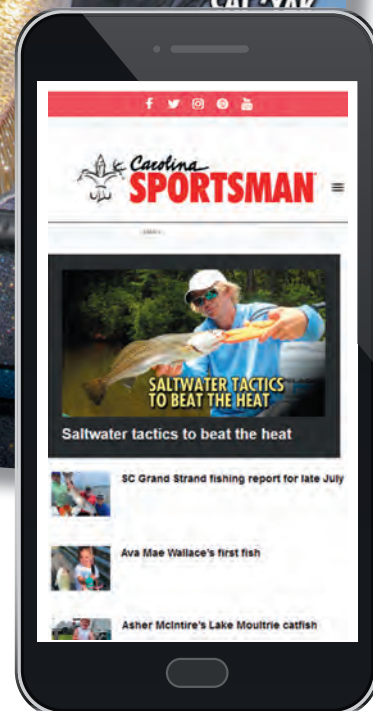 Carolina
SPORTSMAN
SALTWATER TACTICS
TO BEAT THE HEAT
Saltwater tactics to beat the heat
SC Grand Strand fishing report for late July
Ava Mae Wallace's first fish
Asher McIntire's Lake Moultrie catfish